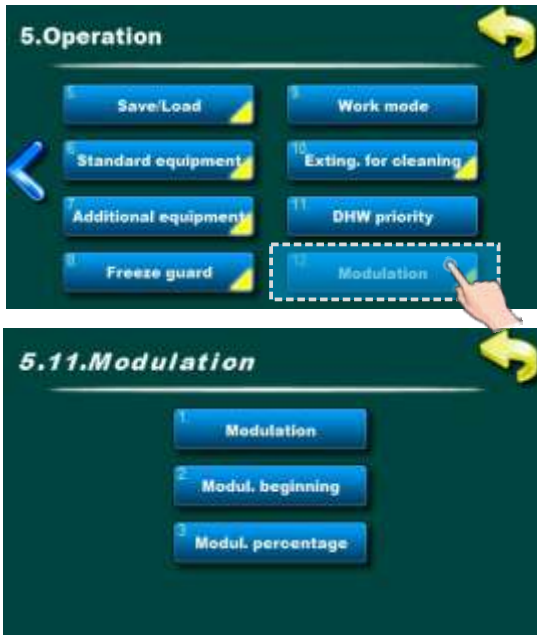 5.Operation
5 Save/Load
9 Work mode
6 Standard equipment
10 Exting. for cleaning
7 Additional equipment
11 DHW priority
8 Freeze guard
12 Modulation
5.11.Modulation
1 Modulation
2 Modul. beginning
3 Modul. percentage